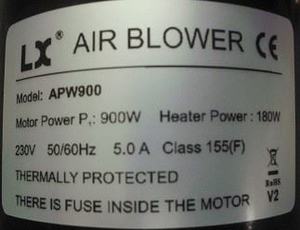 LX® AIR BLOWER CE
Model: APW900
Motor Power P₁: 900W Heater Power: 180W
230V 50/60Hz 5.0 A Class 155(F)
THERMALLY PROTECTED RoHS
THERE IS FUSE INSIDE THE MOTOR V2